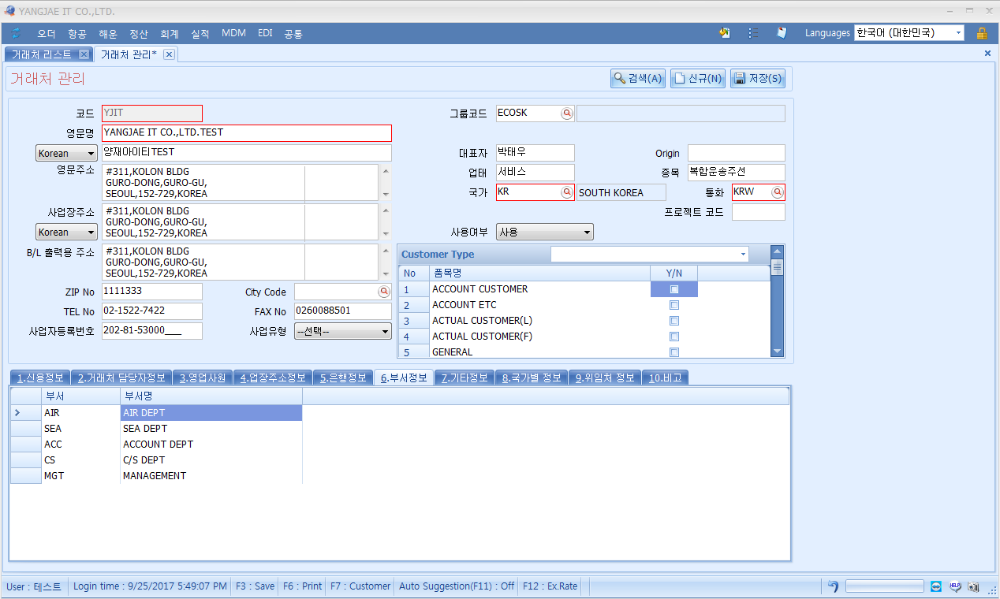 YANGJAE IT CO.,LTD.
오더 항공 해운 정산 회계 실적 MDM EDI 공통 Languages 한국어 (대한민국)
거래처 리스트 거래처 관리*
거래처 관리 검색(A) 신규(N) 저장(S)
코드 YJIT 그룹코드 ECOSK
영문명 YANGJAE IT CO.,LTD.TEST
Korean 양재아이티TEST 대표자 박태우 Origin
영문주소 #311,KOLON BLDG
GURO-DONG,GURO-GU,
SEOUL,152-729,KOREA
업태 서비스 종목 복합운송주선
국가 KR SOUTH KOREA 통화 KRW
사업장주소 #311,KOLON BLDG
GURO-DONG,GURO-GU,
SEOUL,152-729,KOREA
Korean
프로젝트 코드
사용여부 사용
B/L 출력용 주소 #311,KOLON BLDG
GURO-DONG,GURO-GU,
SEOUL,152-729,KOREA
ZIP No 1111333 City Code
TEL No 02-1522-7422 FAX No 0260088501
사업자등록번호 202-81-53000___ 사업유형 --선택--
Customer Type
No 품목명 Y/N
1 ACCOUNT CUSTOMER
2 ACCOUNT ETC
3 ACTUAL CUSTOMER(L)
4 ACTUAL CUSTOMER(F)
5 GENERAL
1.신용정보 2.거래처 담당자정보 3.영업사원 4.업장주소정보 5.은행정보 6.부서정보 7.기타정보 8.국가별 정보 9.위임처 정보 10.비고
부서 부서명
AIR AIR DEPT
SEA SEA DEPT
ACC ACCOUNT DEPT
CS C/S DEPT
MGT MANAGEMENT
User : 테스트 Login time : 9/25/2017 5:49:07 PM F3 : Save F6 : Print F7 : Customer Auto Suggestion(F11) : Off F12 : Ex.Rate HELP